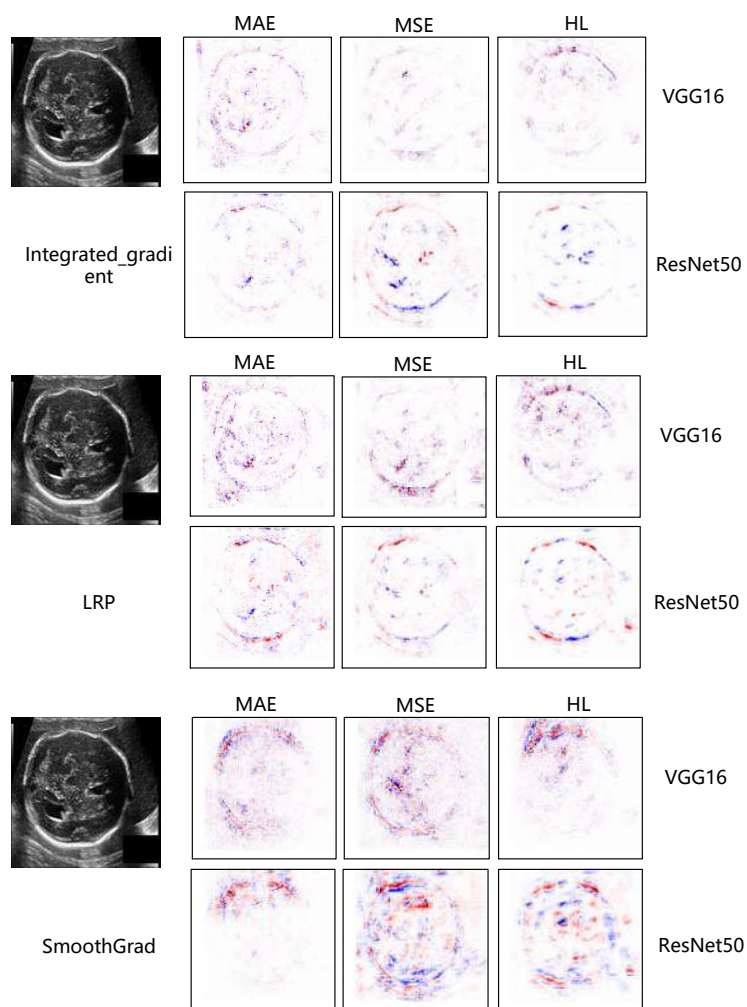 MAE MSE HL
VGG16
Integrated_gradi
ent
ResNet50
MAE MSE HL
VGG16
LRP
ResNet50
MAE MSE HL
VGG16
SmoothGrad
ResNet50